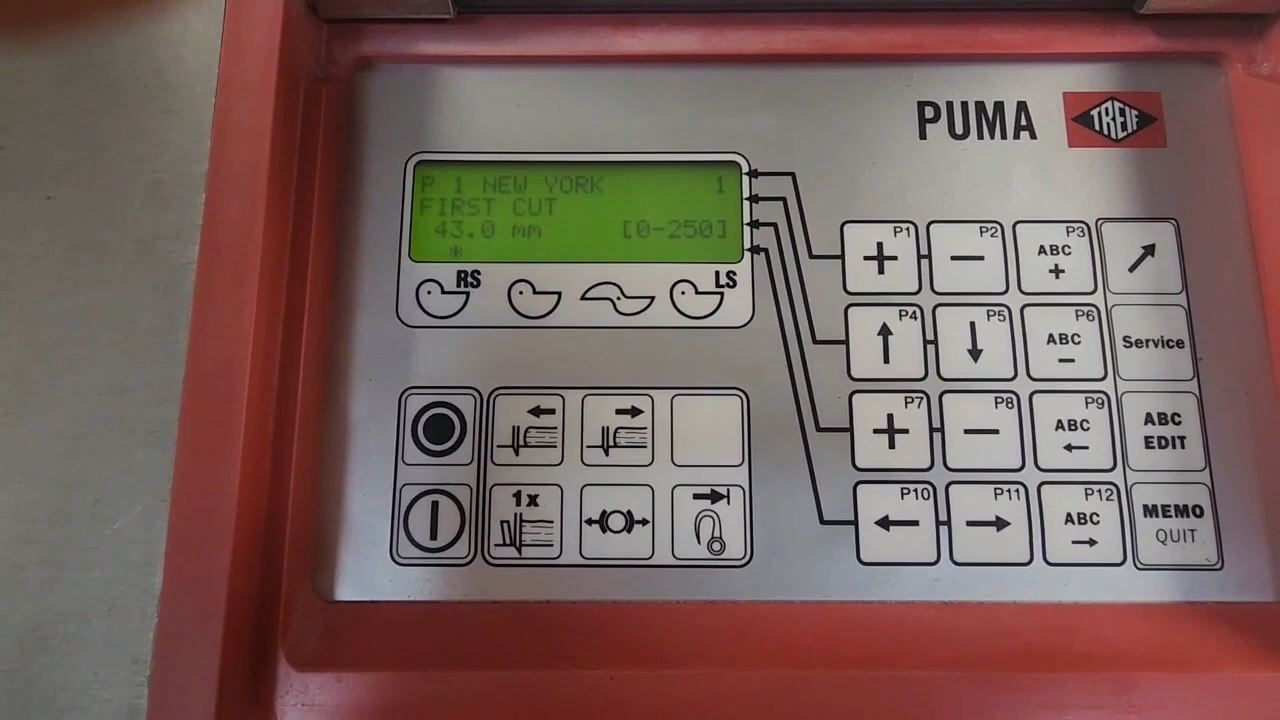 PUMA
TREIF
P 1 NEW YORK 1
FIRST CUT
43.0 mm [0-250]
*
RS
LS
P1 +
P2 −
P3 ABC +
P4 ↑
P5 ↓
P6 ABC −
Service
P7 +
P8 −
P9 ABC ←
ABC EDIT
P10 ←
P11 →
P12 ABC →
MEMO
QUIT
1x